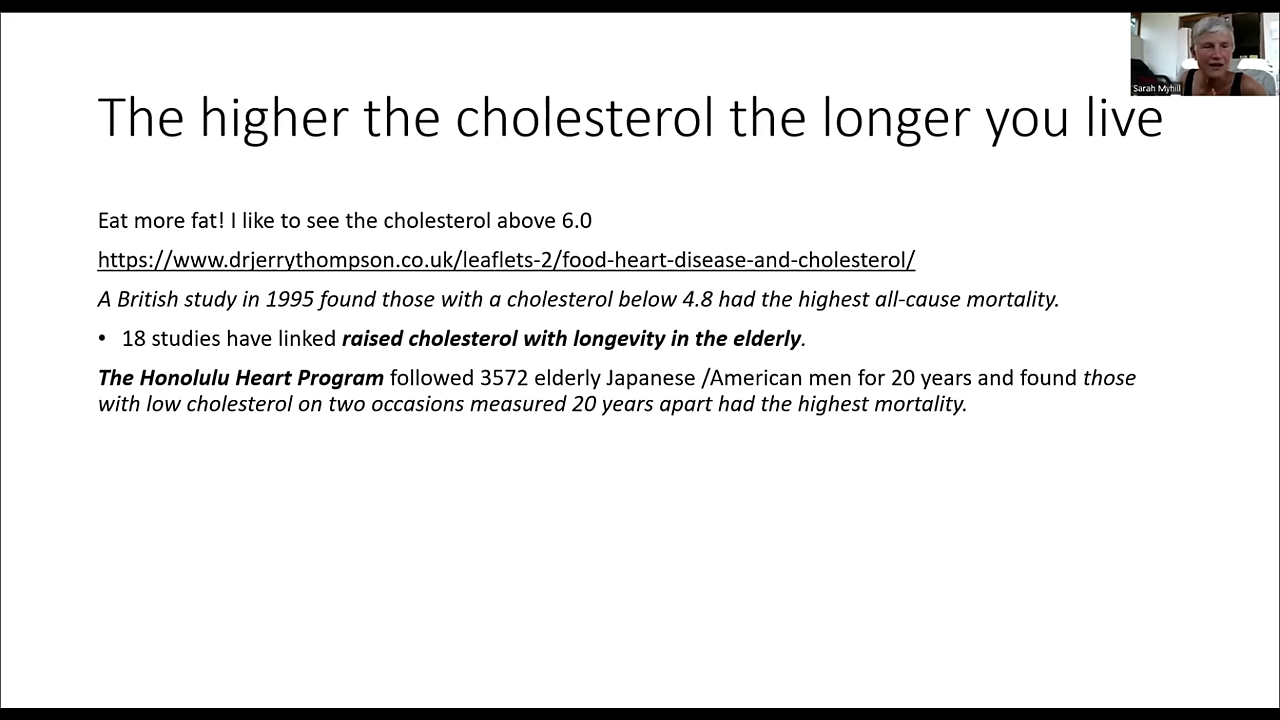 Sarah Myhill
The higher the cholesterol the longer you live
Eat more fat! I like to see the cholesterol above 6.0
https://www.drjerrythompson.co.uk/leaflets-2/food-heart-disease-and-cholesterol/
A British study in 1995 found those with a cholesterol below 4.8 had the highest all-cause mortality.
• 18 studies have linked raised cholesterol with longevity in the elderly.
The Honolulu Heart Program followed 3572 elderly Japanese /American men for 20 years and found those
with low cholesterol on two occasions measured 20 years apart had the highest mortality.